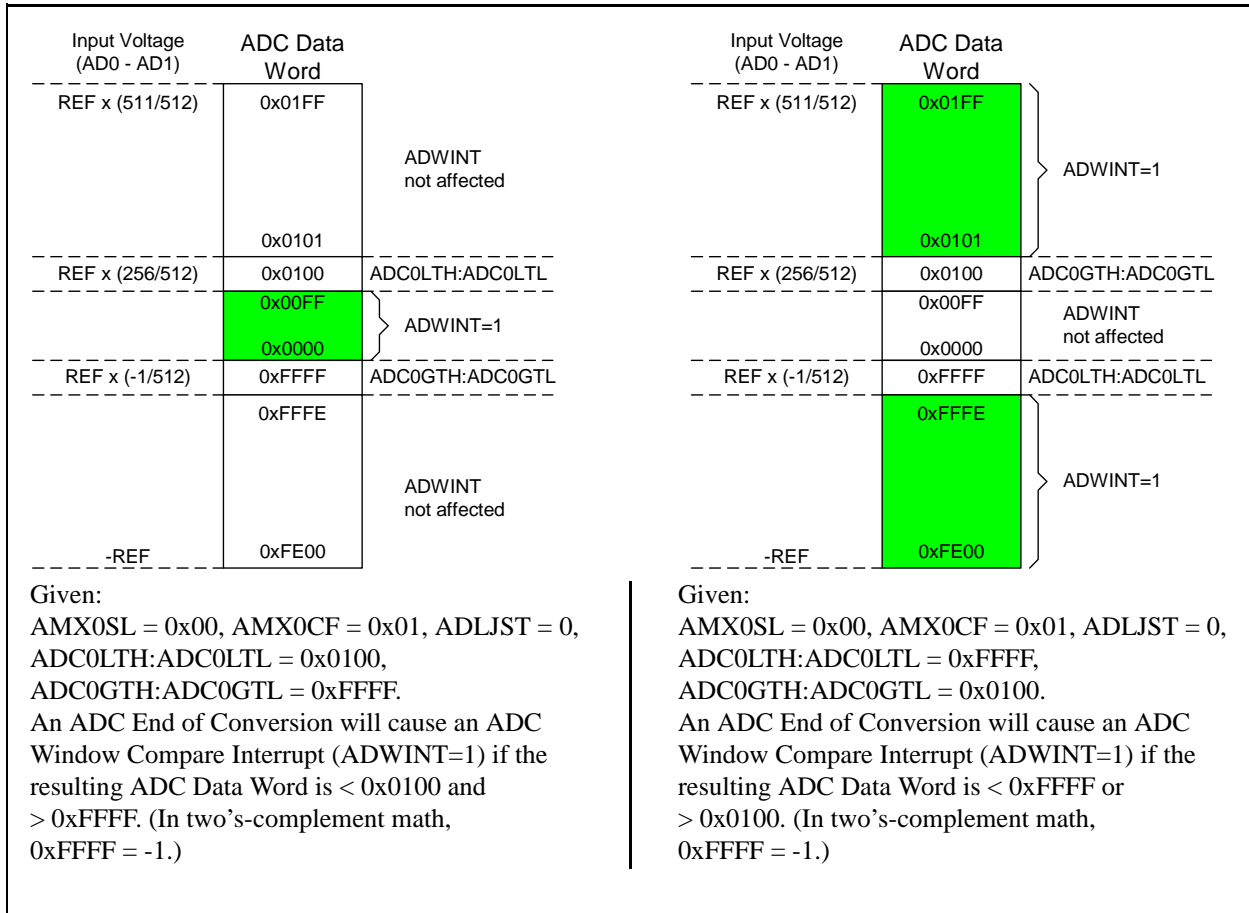 Input Voltage
(AD0 - AD1)
ADC Data
Word
REF x (511/512)
0x01FF
ADWINT
not affected
0x0101
REF x (256/512)
0x0100
ADC0LTH:ADC0LTL
0x00FF
ADWINT=1
0x0000
REF x (-1/512)
0xFFFF
ADC0GTH:ADC0GTL
0xFFFE
ADWINT
not affected
-REF
0xFE00
Given:
AMX0SL = 0x00, AMX0CF = 0x01, ADLJST = 0,
ADC0LTH:ADC0LTL = 0x0100,
ADC0GTH:ADC0GTL = 0xFFFF.
An ADC End of Conversion will cause an ADC
Window Compare Interrupt (ADWINT=1) if the
resulting ADC Data Word is < 0x0100 and
> 0xFFFF. (In two's-complement math,
0xFFFF = -1.)
Input Voltage
(AD0 - AD1)
ADC Data
Word
REF x (511/512)
0x01FF
ADWINT=1
0x0101
REF x (256/512)
0x0100
ADC0GTH:ADC0GTL
0x00FF
ADWINT
not affected
0x0000
REF x (-1/512)
0xFFFF
ADC0LTH:ADC0LTL
0xFFFE
ADWINT=1
-REF
0xFE00
Given:
AMX0SL = 0x00, AMX0CF = 0x01, ADLJST = 0,
ADC0LTH:ADC0LTL = 0xFFFF,
ADC0GTH:ADC0GTL = 0x0100.
An ADC End of Conversion will cause an ADC
Window Compare Interrupt (ADWINT=1) if the
resulting ADC Data Word is < 0xFFFF or
> 0x0100. (In two's-complement math,
0xFFFF = -1.)